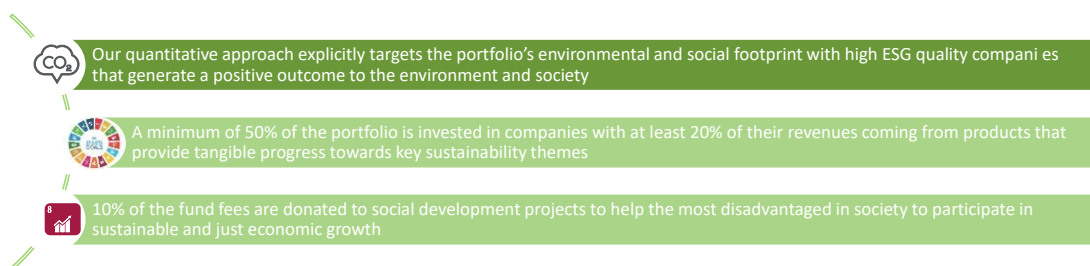 CO2
Our quantitative approach explicitly targets the portfolio's environmental and social footprint with high ESG quality compani es
that generate a positive outcome to the environment and society
A minimum of 50% of the portfolio is invested in companies with at least 20% of their revenues coming from products that
provide tangible progress towards key sustainability themes
8
10% of the fund fees are donated to social development projects to help the most disadvantaged in society to participate in
sustainable and just economic growth